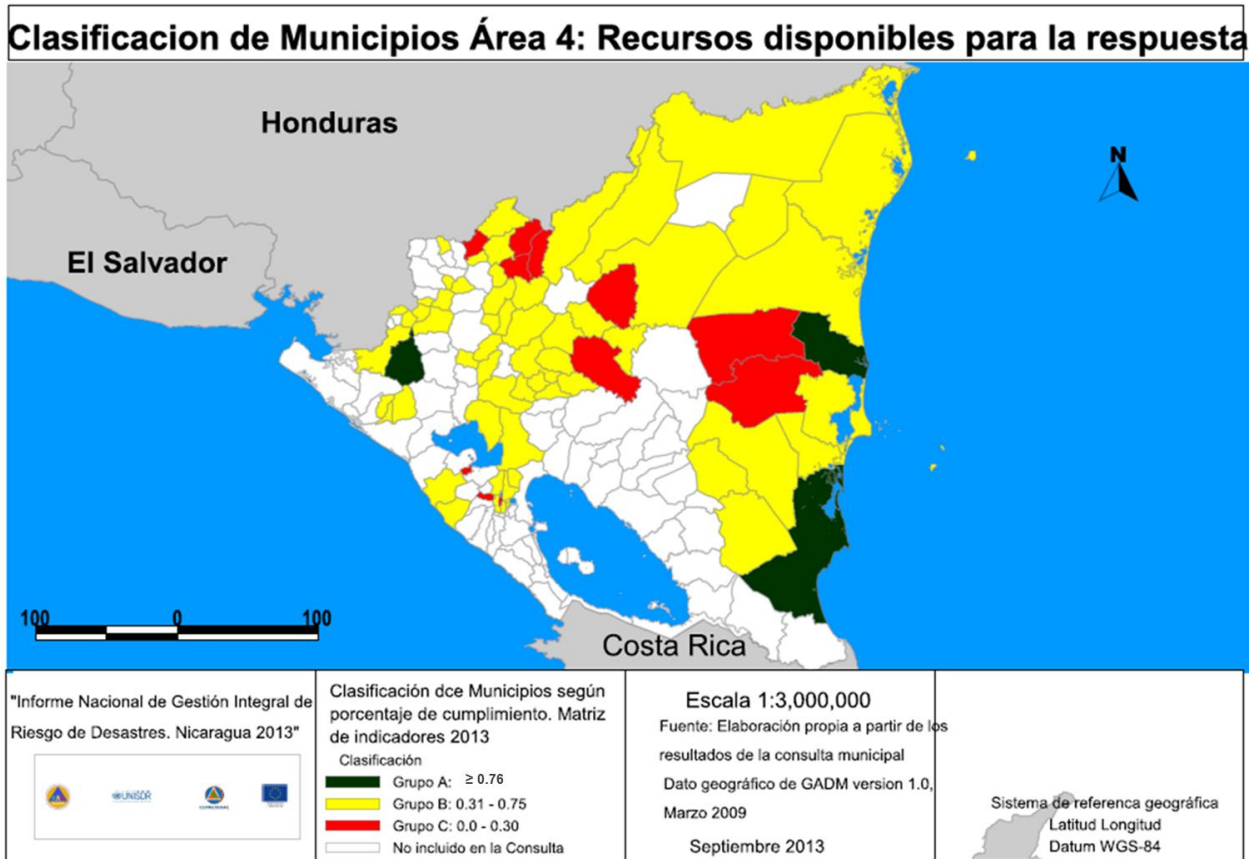 Clasificacion de Municipios Área 4: Recursos disponibles para la respuesta
Honduras
N
El Salvador
100 0 100
Costa Rica
"Informe Nacional de Gestión Integral de
Riesgo de Desastres. Nicaragua 2013"
UNISDR
Clasificación dce Municipios según
porcentaje de cumplimiento. Matriz
de indicadores 2013
Clasificación
Grupo A: ≥ 0.76
Grupo B: 0.31 - 0.75
Grupo C: 0.0 - 0.30
No incluido en la Consulta
Escala 1:3,000,000
Fuente: Elaboración propia a partir de los
resultados de la consulta municipal
Dato geográfico de GADM version 1.0,
Marzo 2009
Septiembre 2013
Sistema de referenca geográfica
Latitud Longitud
Datum WGS-84